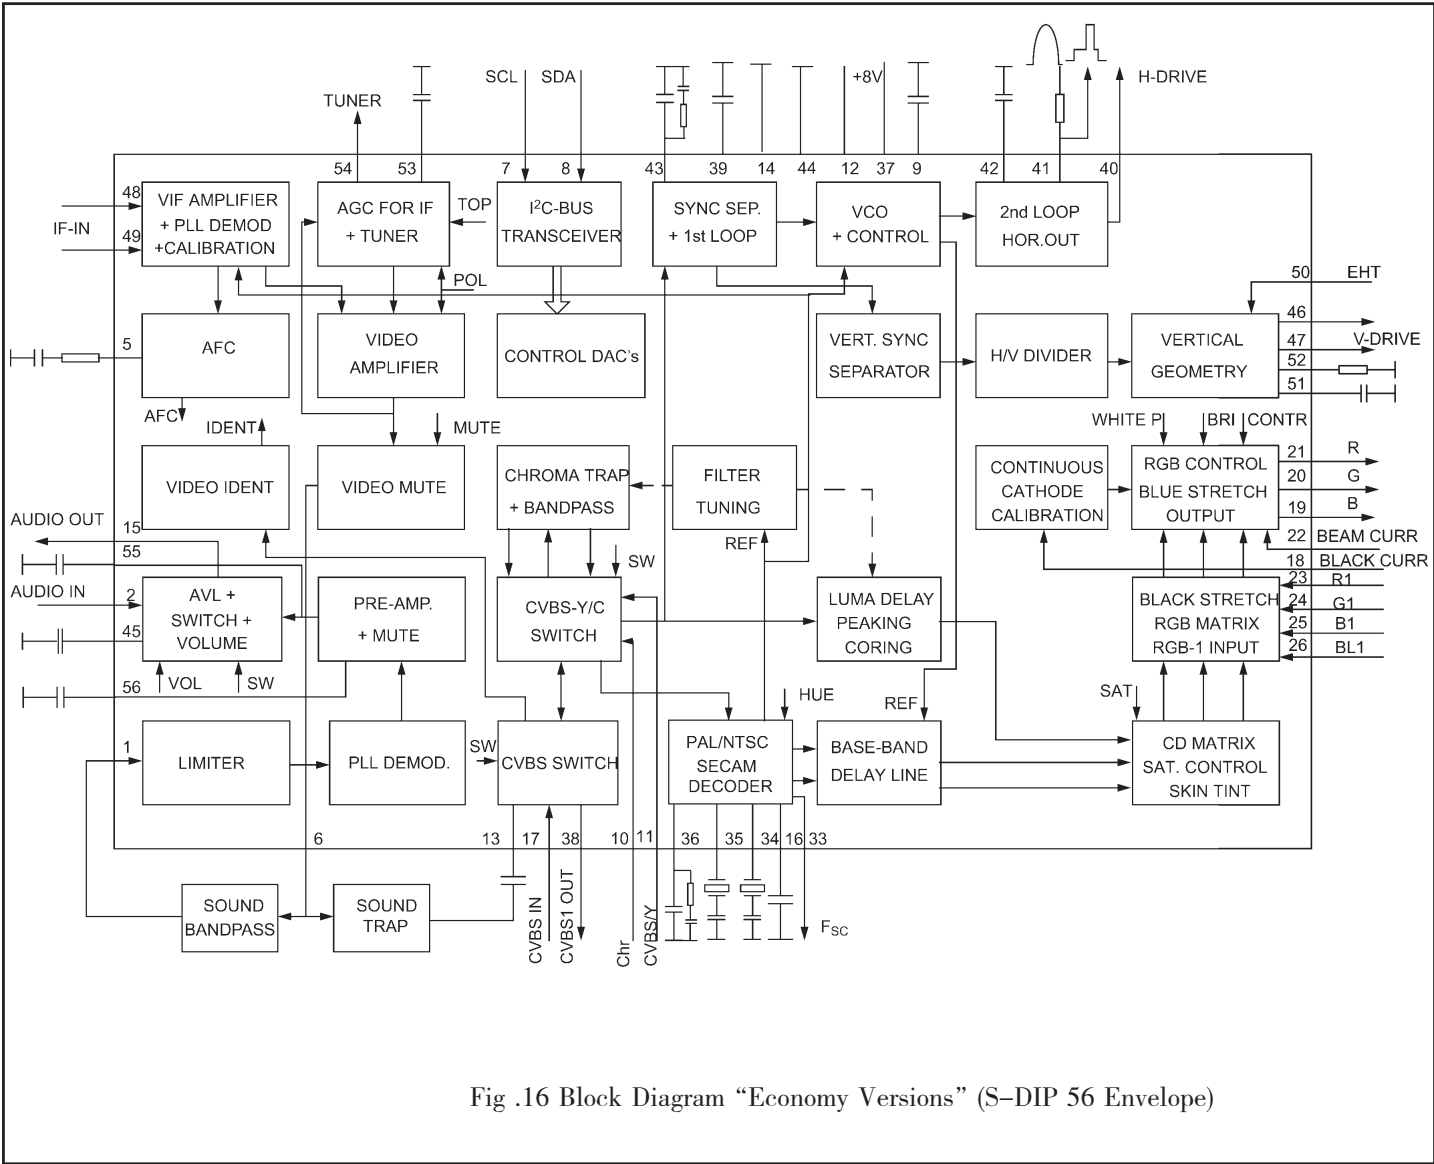 SCL
SDA
+8V
H-DRIVE
TUNER
54
53
7
8
43
39
14
44
12
37
9
42
41
40
48
49
IF-IN
VIF AMPLIFIER
+ PLL DEMOD
+CALIBRATION
AGC FOR IF
+ TUNER
TOP
I²C-BUS
TRANSCEIVER
SYNC SEP.
+ 1st LOOP
VCO
+ CONTROL
2nd LOOP
HOR.OUT
POL
50
EHT
46
47
V-DRIVE
52
51
5
AFC
VIDEO
AMPLIFIER
CONTROL DAC's
VERT. SYNC
SEPARATOR
H/V DIVIDER
VERTICAL
GEOMETRY
AFC
IDENT
MUTE
WHITE P
BRI
CONTR
VIDEO IDENT
VIDEO MUTE
CHROMA TRAP
+ BANDPASS
FILTER
TUNING
CONTINUOUS
CATHODE
CALIBRATION
RGB CONTROL
BLUE STRETCH
OUTPUT
21
R
20
G
19
B
22
BEAM CURR
18
BLACK CURR
AUDIO OUT
15
55
REF
SW
AUDIO IN
2
45
AVL +
SWITCH +
VOLUME
PRE-AMP.
+ MUTE
CVBS-Y/C
SWITCH
LUMA DELAY
PEAKING
CORING
BLACK STRETCH
RGB MATRIX
RGB-1 INPUT
23
R1
24
G1
25
B1
26
BL1
56
VOL
SW
HUE
REF
SAT
1
LIMITER
PLL DEMOD.
SW
CVBS SWITCH
PAL/NTSC
SECAM
DECODER
BASE-BAND
DELAY LINE
CD MATRIX
SAT. CONTROL
SKIN TINT
6
13
17
38
10
11
36
35
34
16
33
SOUND
BANDPASS
SOUND
TRAP
CVBS IN
CVBS1 OUT
Chr
CVBS/Y
FSC
Fig .16 Block Diagram “Economy Versions” (S–DIP 56 Envelope)